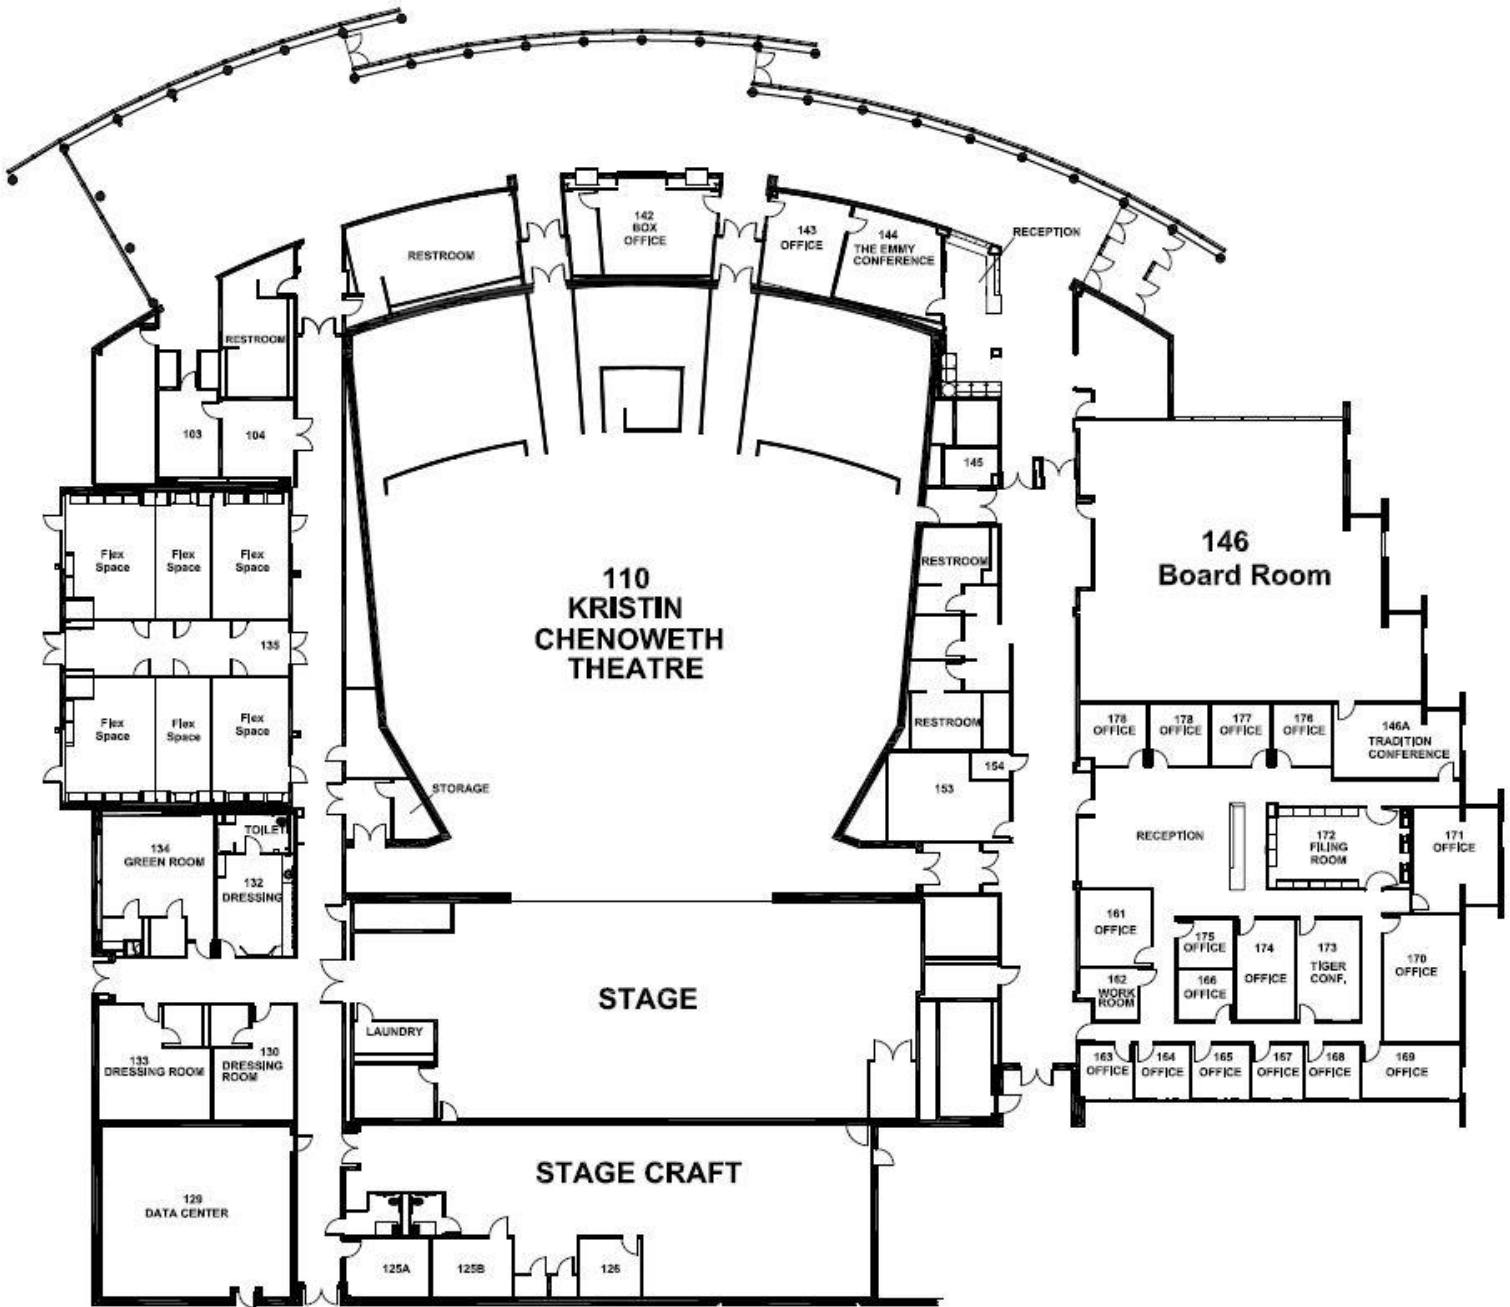 142
BOX
OFFICE
143
OFFICE
144
THE EMMY
CONFERENCE
RECEPTION
RESTROOM
RESTROOM
103
104
145
Flex
Space
Flex
Space
Flex
Space
RESTROOM
146
Board Room
110
KRISTIN
CHENOWETH
THEATRE
135
Flex
Space
Flex
Space
Flex
Space
RESTROOM
178
OFFICE
178
OFFICE
177
OFFICE
176
OFFICE
146A
TRADITION
CONFERENCE
154
153
STORAGE
TOILET
134
GREEN ROOM
132
DRESSING
RECEPTION
172
FILING
ROOM
171
OFFICE
161
OFFICE
175
OFFICE
174
OFFICE
173
TIGER
CONF.
170
OFFICE
162
WORK
ROOM
166
OFFICE
STAGE
LAUNDRY
133
DRESSING ROOM
130
DRESSING
ROOM
163
OFFICE
164
OFFICE
165
OFFICE
167
OFFICE
168
OFFICE
169
OFFICE
STAGE CRAFT
129
DATA CENTER
125A
125B
126